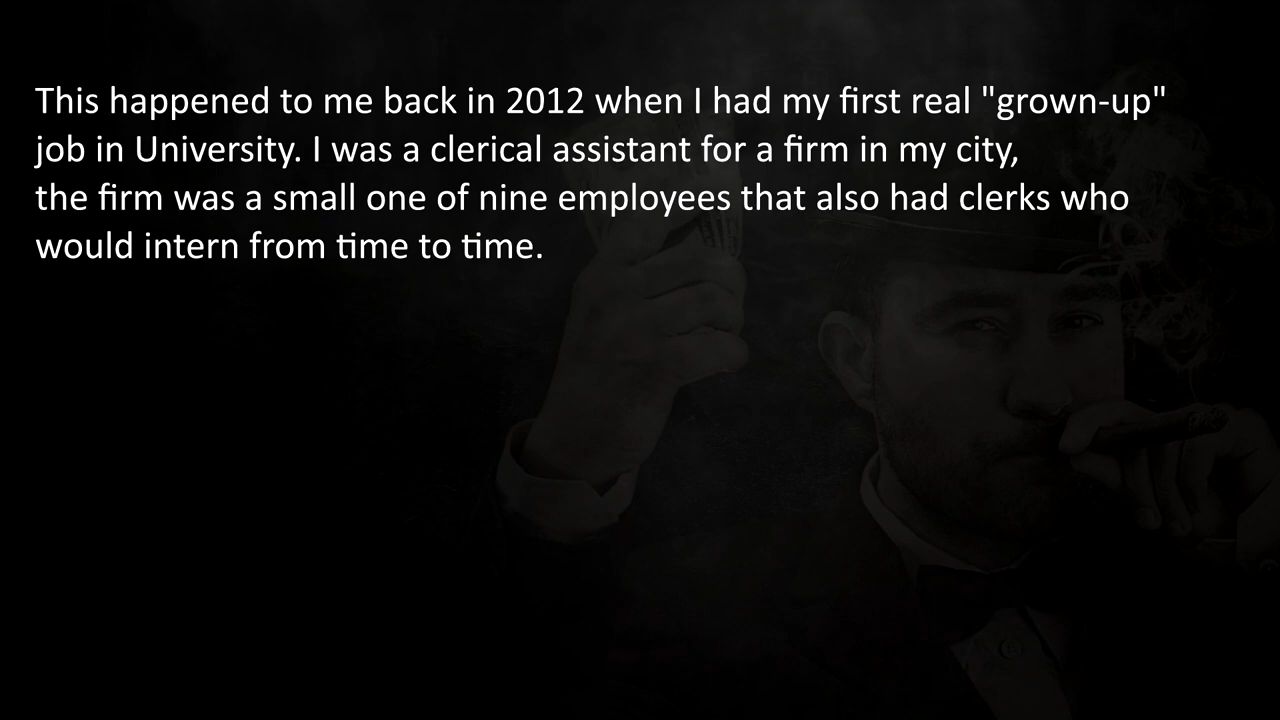 This happened to me back in 2012 when I had my first real "grown-up"
job in University. I was a clerical assistant for a firm in my city,
the firm was a small one of nine employees that also had clerks who
would intern from time to time.